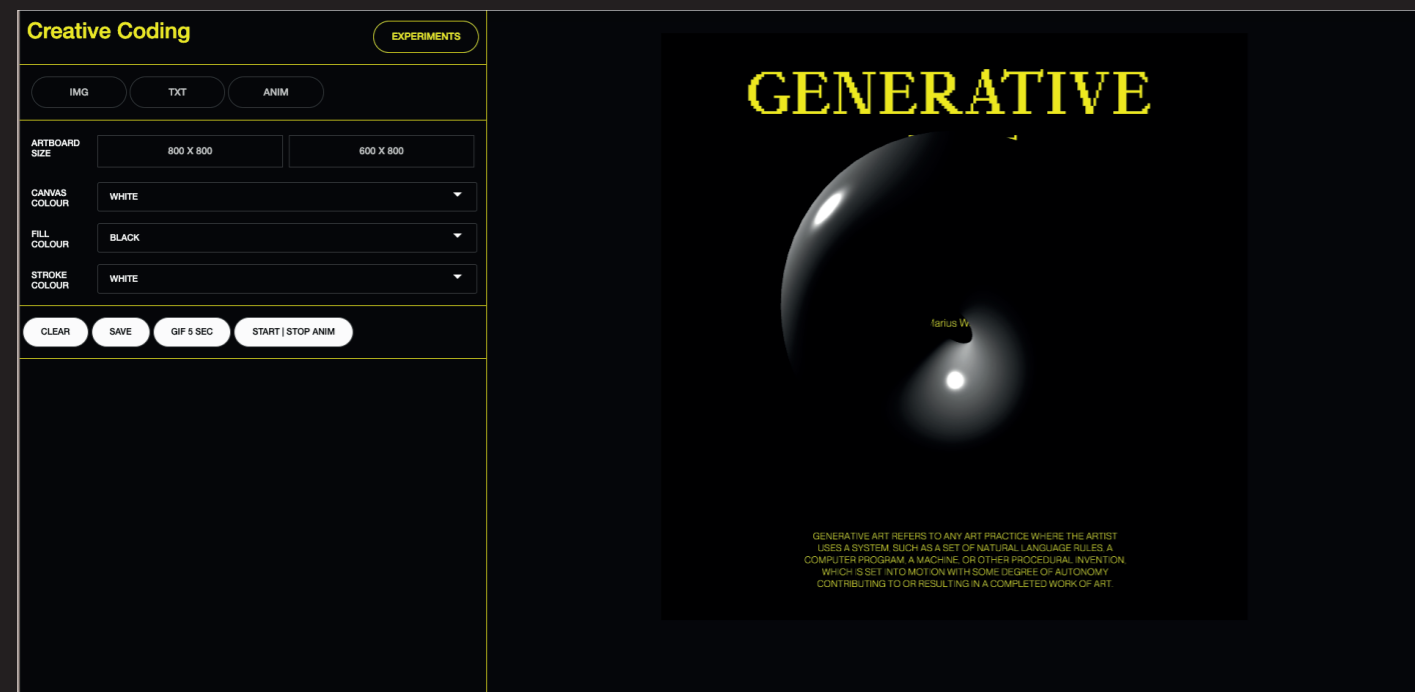 Creative Coding
EXPERIMENTS
IMG
TXT
ANIM
ARTBOARD
SIZE
800 X 800
600 X 800
CANVAS
COLOUR
WHITE
FILL
COLOUR
BLACK
STROKE
COLOUR
WHITE
CLEAR
SAVE
GIF 5 SEC
START | STOP ANIM
GENERATIVE
Marius W
GENERATIVE ART REFERS TO ANY ART PRACTICE WHERE THE ARTIST
USES A SYSTEM, SUCH AS A SET OF NATURAL LANGUAGE RULES, A
COMPUTER PROGRAM, A MACHINE, OR OTHER PROCEDURAL INVENTION,
WHICH IS SET INTO MOTION WITH SOME DEGREE OF AUTONOMY
CONTRIBUTING TO OR RESULTING IN A COMPLETED WORK OF ART.